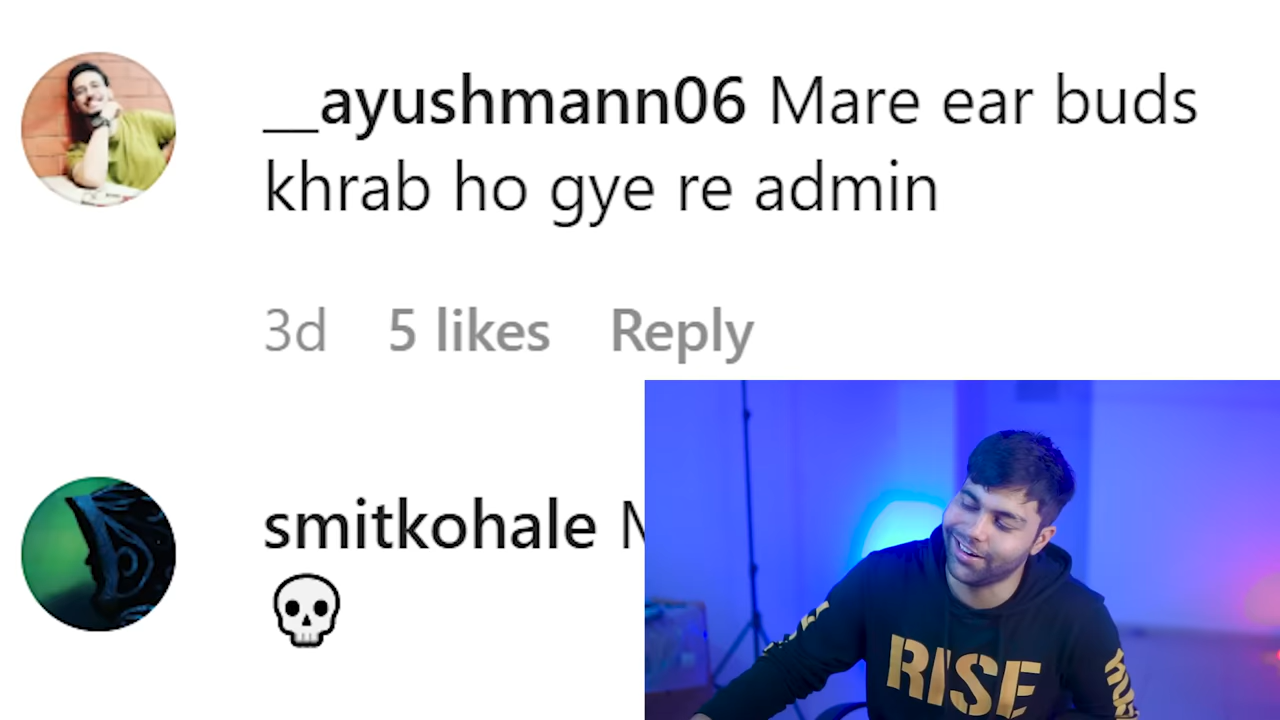 __ayushmann06 Mare ear buds
khrab ho gye re admin
3d 5 likes Reply
smitkohale
💀
RISE